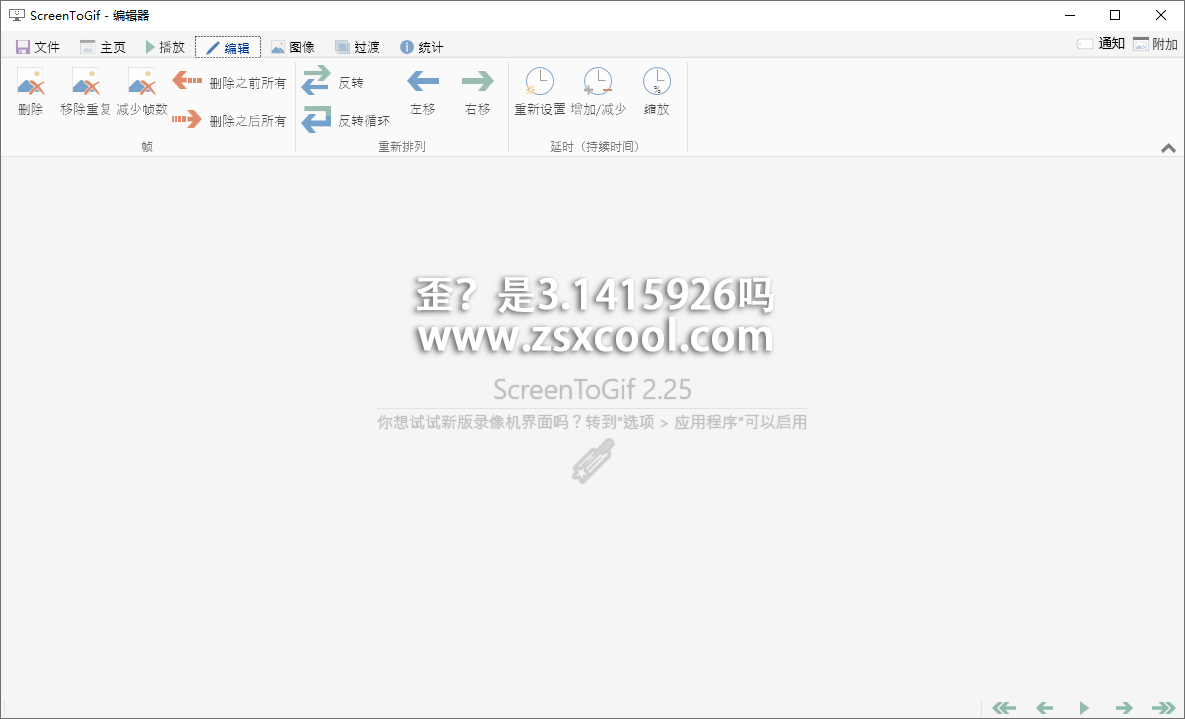 ScreenToGif - 编辑器
文件 主页 播放 编辑 图像 过渡 统计 通知 附加
删除 移除重复 减少帧数 删除之前所有 删除之后所有
帧
反转 反转循环 左移 右移
重新排列
重新设置 增加/减少 缩放
延时（持续时间）
歪？是3.1415926吗
www.zsxcool.com
ScreenToGif 2.25
你想试试新版录像机界面吗？转到“选项 > 应用程序”可以启用